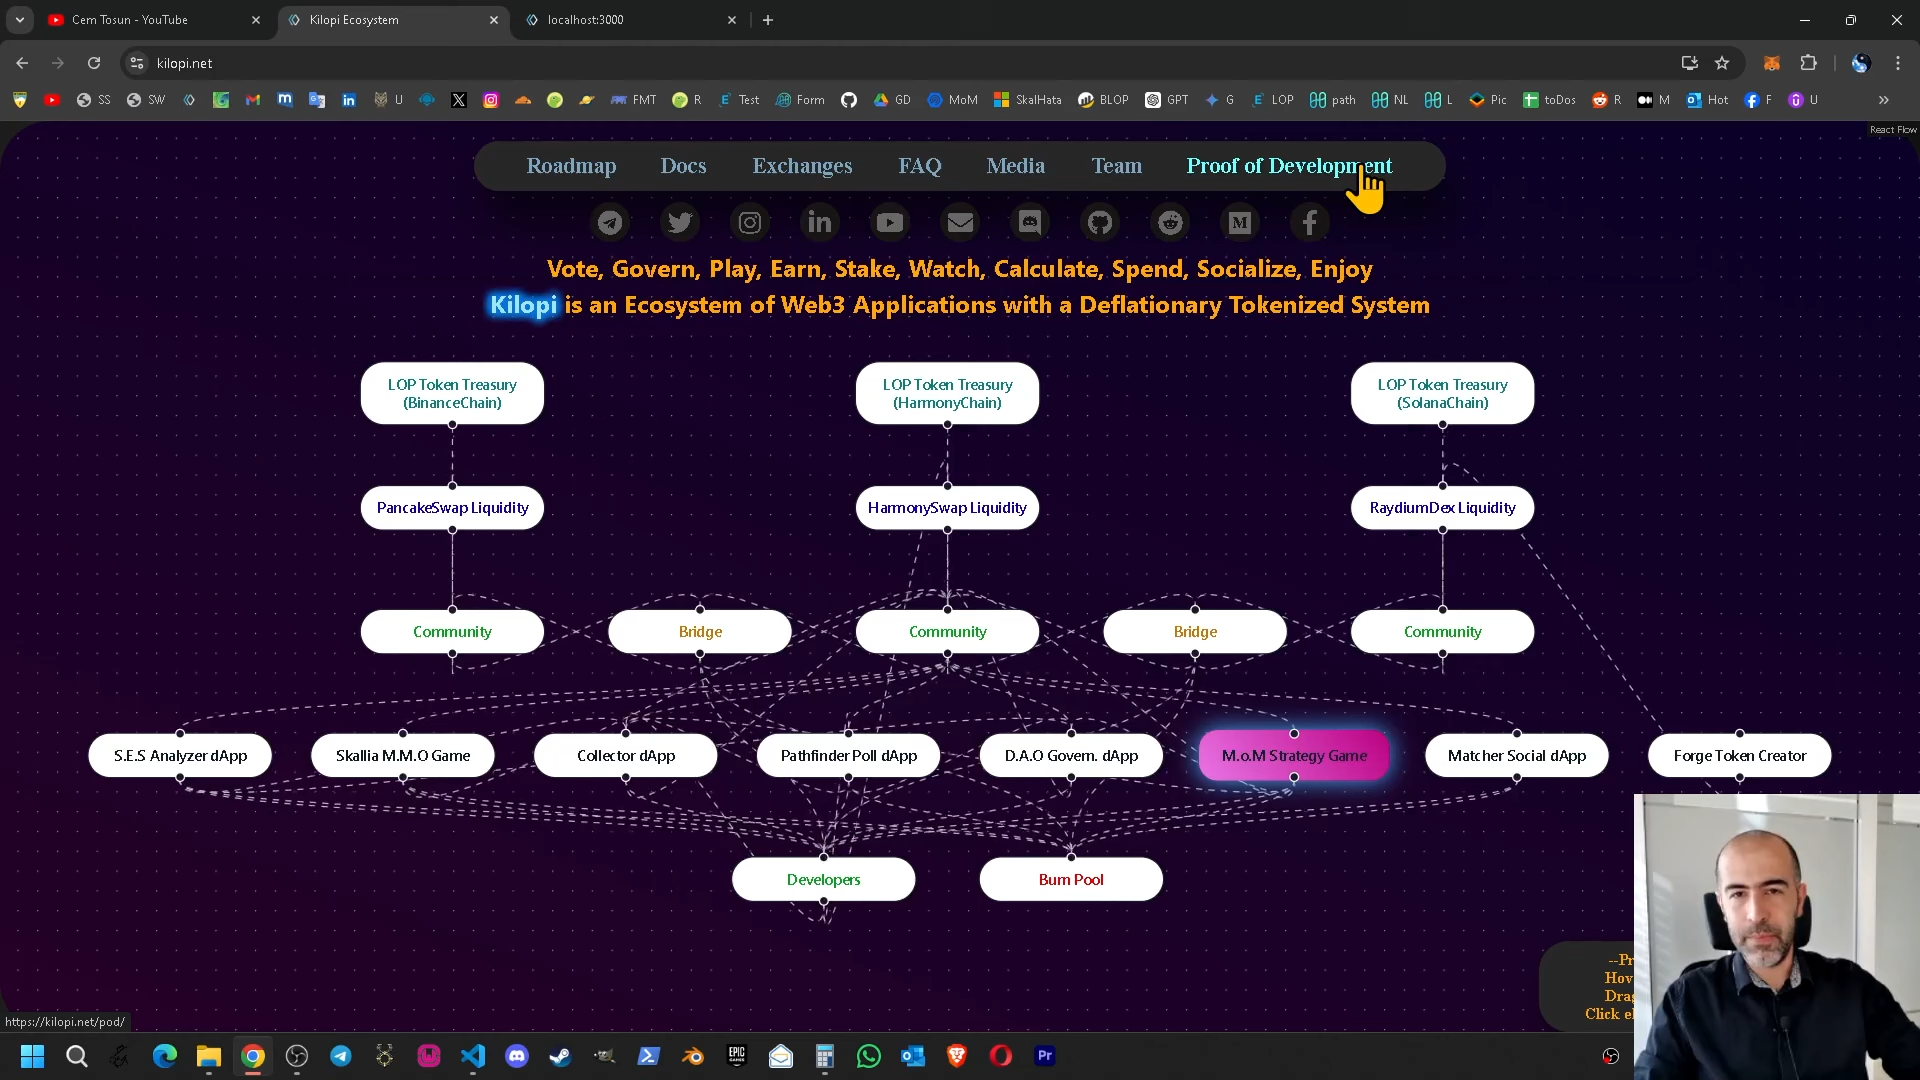 Cem Tosun - YouTube
Kilopi Ecosystem
localhost:3000
kilopi.net
SS
SW
U
FMT
R
Test
Form
GD
MoM
SkalHata
BLOP
GPT
G
LOP
path
NL
L
Pic
toDos
R
M
Hot
F
U
React Flow
Roadmap
Docs
Exchanges
FAQ
Media
Team
Proof of Development
Vote, Govern, Play, Earn, Stake, Watch, Calculate, Spend, Socialize, Enjoy
Kilopi is an Ecosystem of Web3 Applications with a Deflationary Tokenized System
LOP Token Treasury
(BinanceChain)
LOP Token Treasury
(HarmonyChain)
LOP Token Treasury
(SolanaChain)
PancakeSwap Liquidity
HarmonySwap Liquidity
RaydiumDex Liquidity
Community
Bridge
Community
Bridge
Community
S.E.S Analyzer dApp
Skallia M.M.O Game
Collector dApp
Pathfinder Poll dApp
D.A.O Govern. dApp
M.o.M Strategy Game
Matcher Social dApp
Forge Token Creator
Developers
Burn Pool
--Pr
Hov
Drag
Click el
https://kilopi.net/pod/